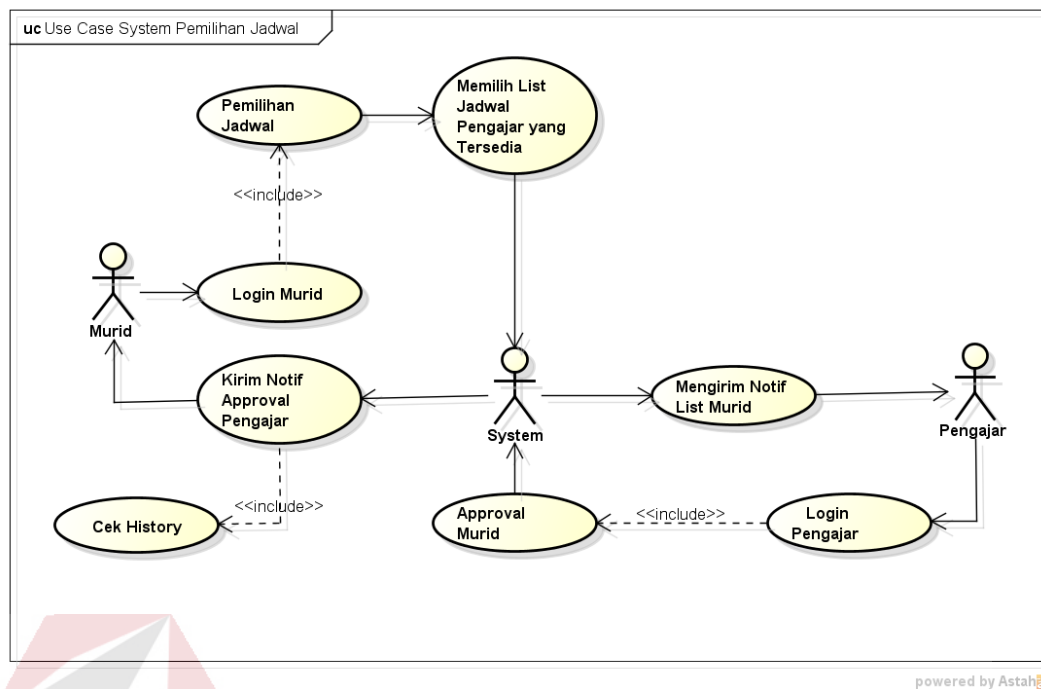 uc Use Case System Pemilihan Jadwal
Pemilihan
Jadwal
Memilih List
Jadwal
Pengajar yang
Tersedia
<<include>>
Login Murid
Murid
Kirim Notif
Approval
Pengajar
System
Mengirim Notif
List Murid
Pengajar
<<include>>
Cek History
Approval
Murid
<<include>>
Login
Pengajar
powered by Astah